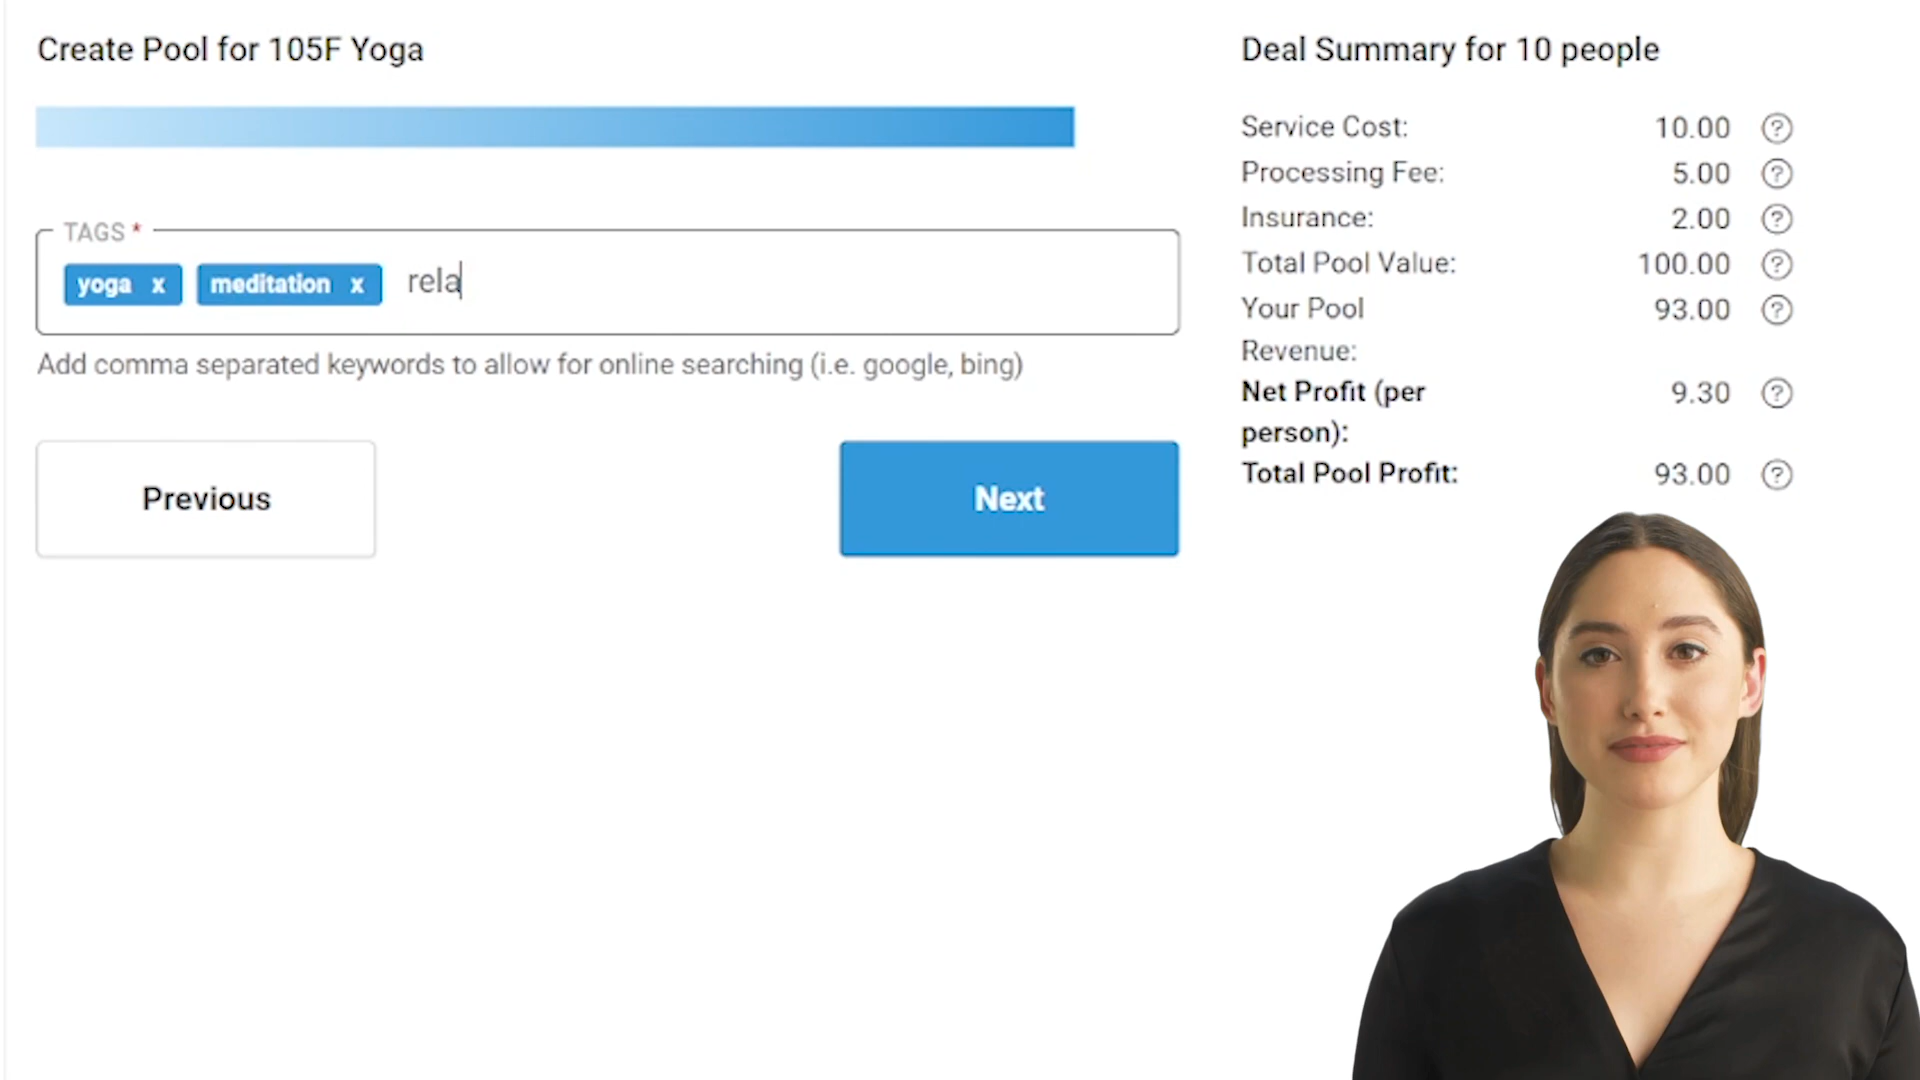 Create Pool for 105F Yoga
TAGS *
yoga x meditation x rela
Add comma separated keywords to allow for online searching (i.e. google, bing)
Previous
Next
Deal Summary for 10 people
Service Cost: 10.00 ?
Processing Fee: 5.00 ?
Insurance: 2.00 ?
Total Pool Value: 100.00 ?
Your Pool 93.00 ?
Revenue:
Net Profit (per 9.30 ?
person):
Total Pool Profit: 93.00 ?